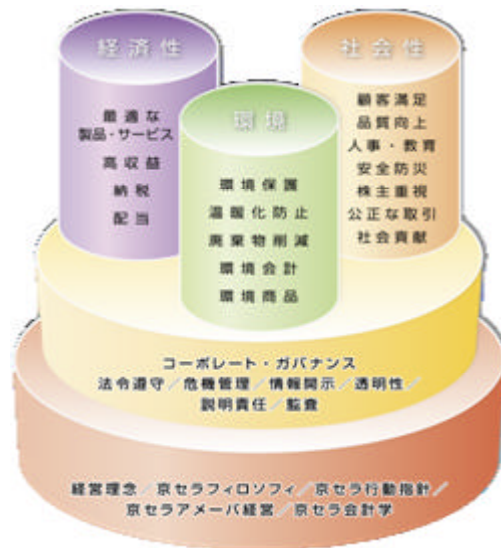 経済性
最適な
製品・サービス
高収益
納税
配当
環境
環境保護
温暖化防止
廃棄物削減
環境会計
環境商品
社会性
顧客満足
品質向上
人事・教育
安全防災
株主重視
公正な取引
社会貢献
コーポレート・ガバナンス
法令遵守/危機管理/情報開示/透明性/
説明責任/監査
経営理念/京セラフィロソフィ/京セラ行動指針/
京セラアメーバ経営/京セラ会計学